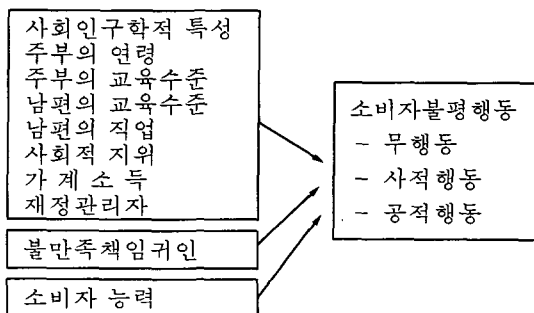 사회인구학적 특성
주부의 연령
주부의 교육수준
남편의 교육수준
남편의 직업
사회적 지위
가 계 소 득
재정관리자
불만족책임귀인
소비자 능력
소비자불평행동
- 무행동
- 사적행동
- 공적행동